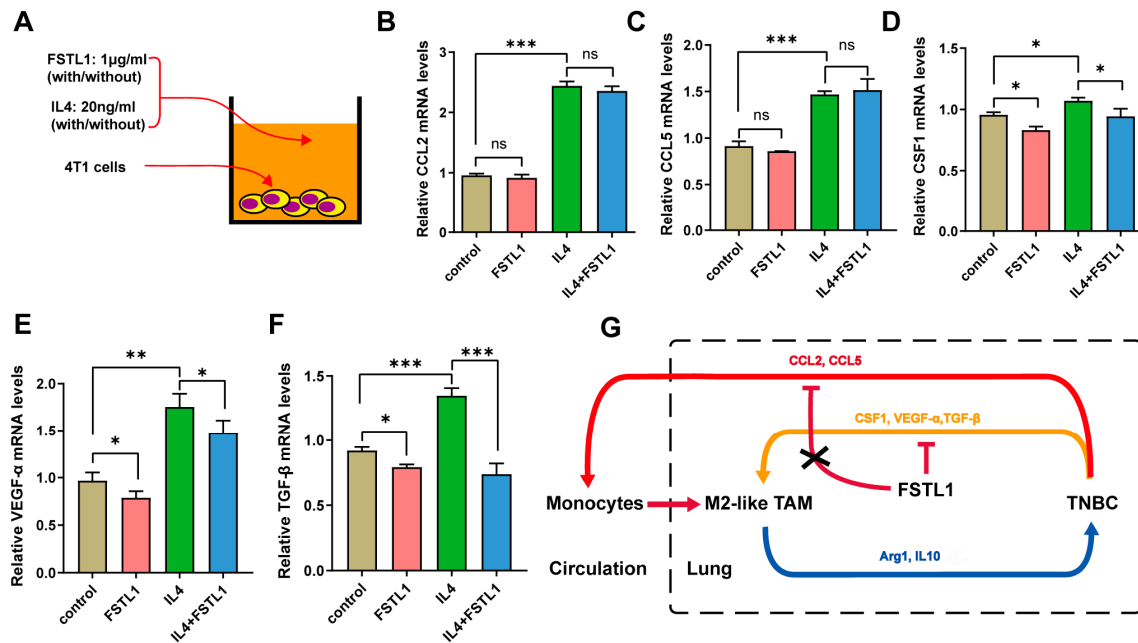 A
FSTL1: 1μg/ml
(with/without)
IL4: 20ng/ml
(with/without)
4T1 cells
B
Relative CCL2 mRNA levels
3
2
1
0
***
ns
ns
control
FSTL1
IL4
IL4+FSTL1
C
Relative CCL5 mRNA levels
2.0
1.5
1.0
0.5
0.0
***
ns
ns
control
FSTL1
IL4
IL4+FSTL1
D
Relative CSF1 mRNA levels
1.5
1.0
0.5
0.0
*
*
*
control
FSTL1
IL4
IL4+FSTL1
E
Relative VEGF-α mRNA levels
2.0
1.5
1.0
0.5
0.0
**
*
*
control
FSTL1
IL4
IL4+FSTL1
F
Relative TGF-β mRNA levels
1.5
1.0
0.5
0.0
***
***
*
control
FSTL1
IL4
IL4+FSTL1
G
CCL2, CCL5
CSF1, VEGF-α,TGF-β
Monocytes
M2-like TAM
FSTL1
TNBC
Arg1, IL10
Circulation
Lung